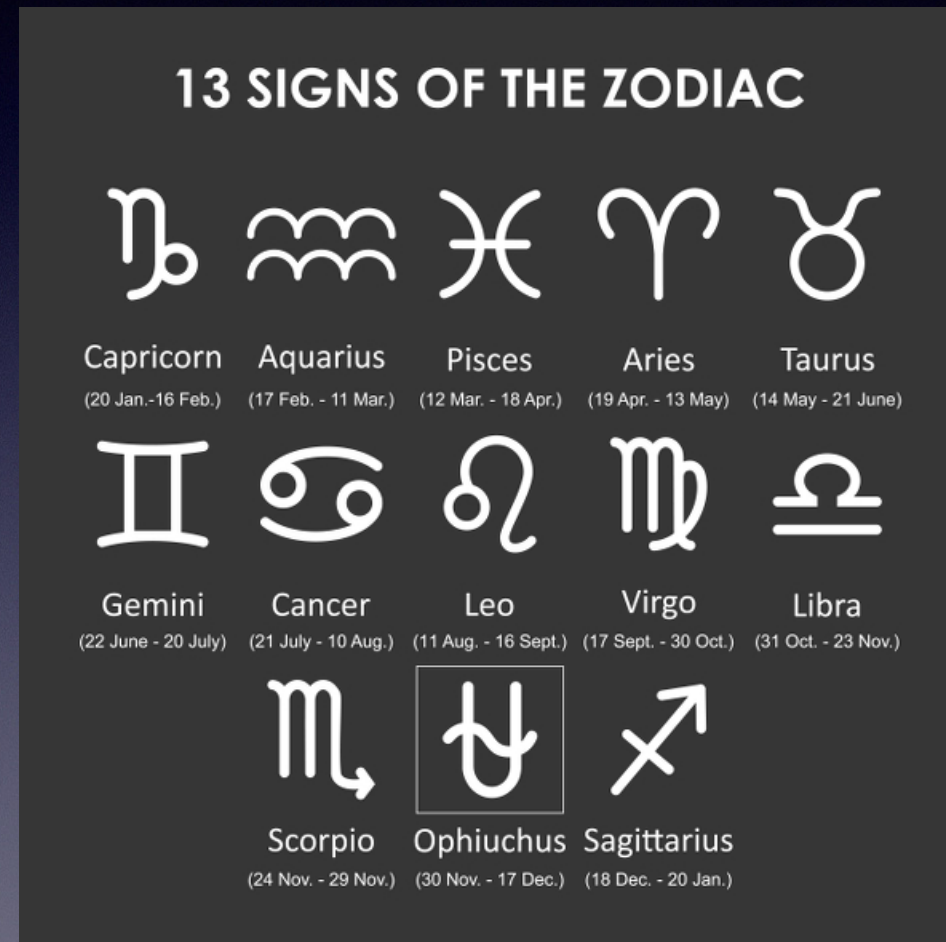 13 SIGNS OF THE ZODIAC
Capricorn Aquarius Pisces Aries Taurus
(20 Jan.-16 Feb.) (17 Feb. - 11 Mar.) (12 Mar. - 18 Apr.) (19 Apr. - 13 May) (14 May - 21 June)
Gemini Cancer Leo Virgo Libra
(22 June - 20 July) (21 July - 10 Aug.) (11 Aug. - 16 Sept.) (17 Sept. - 30 Oct.) (31 Oct. - 23 Nov.)
Scorpio Ophiuchus Sagittarius
(24 Nov. - 29 Nov.) (30 Nov. - 17 Dec.) (18 Dec. - 20 Jan.)